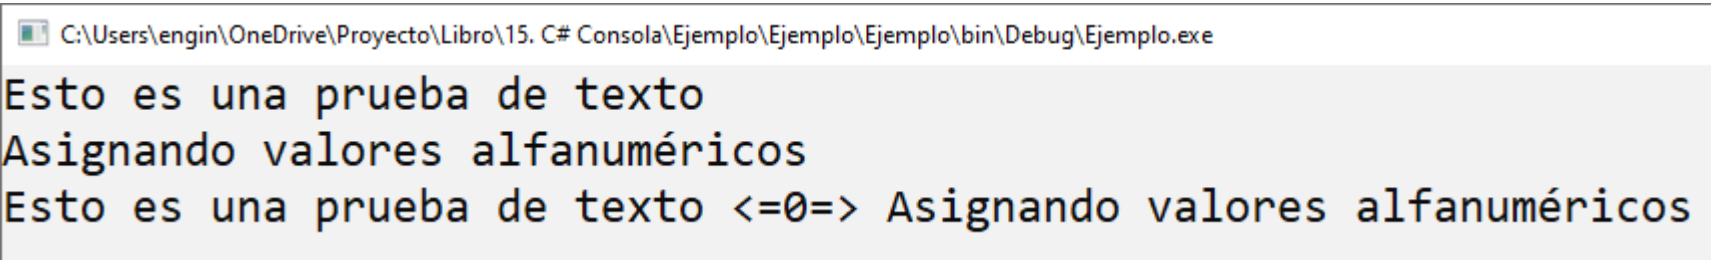 C:\Users\engin\OneDrive\Proyecto\Libro\15. C# Consola\Ejemplo\Ejemplo\Ejemplo\bin\Debug\Ejemplo.exe
Esto es una prueba de texto
Asignando valores alfanuméricos
Esto es una prueba de texto <=0=> Asignando valores alfanuméricos